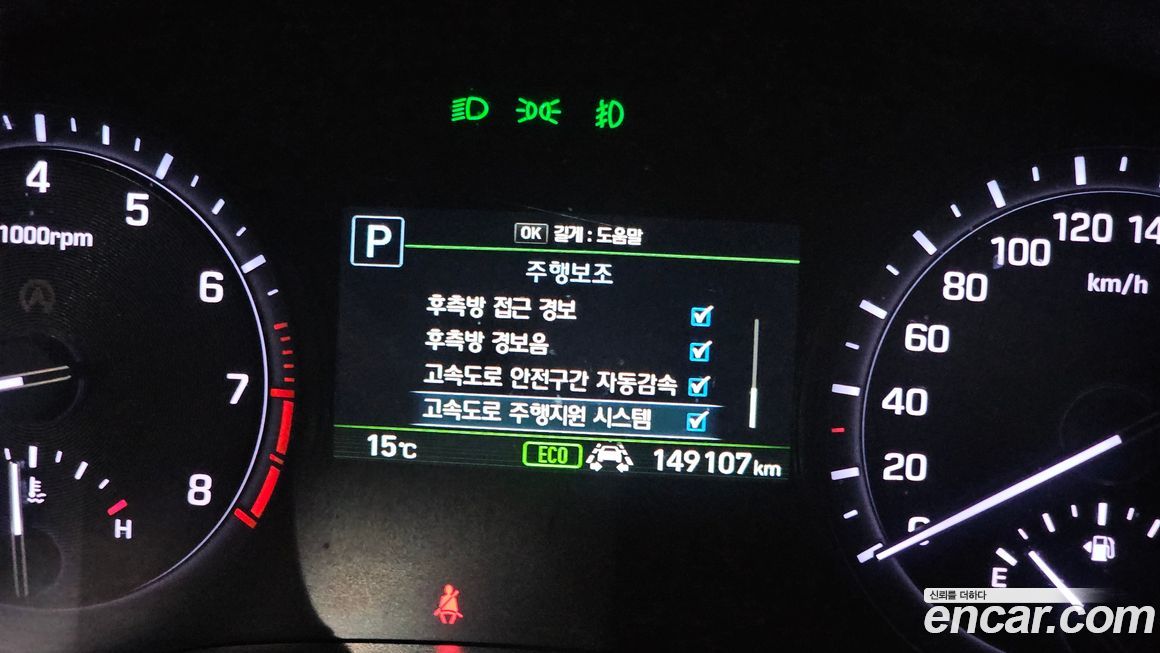 4
5
6
7
8
1000rpm
H
P
OK 길게 : 도움말
주행보조
후측방 접근 경보
후측방 경보음
고속도로 안전구간 자동감속
고속도로 주행지원 시스템
15℃
ECO
149107km
0
20
40
60
80
100
120
14
km/h
E
신뢰를 더하다
encar.com